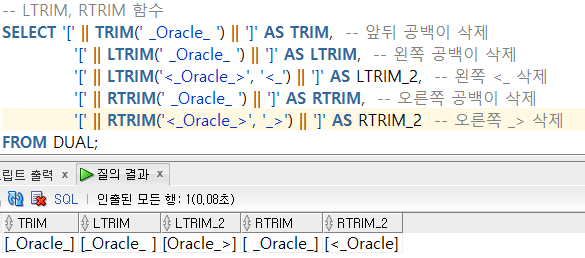 -- LTRIM, RTRIM 함수
SELECT '[' || TRIM(' _Oracle_ ') || ']' AS TRIM, -- 앞뒤 공백이 삭제
'[' || LTRIM(' _Oracle_ ') || ']' AS LTRIM, -- 왼쪽 공백이 삭제
'[' || LTRIM('<_Oracle_>', '<_') || ']' AS LTRIM_2, -- 왼쪽 <_ 삭제
'[' || RTRIM(' _Oracle_ ') || ']' AS RTRIM, -- 오른쪽 공백이 삭제
'[' || RTRIM('<_Oracle_>', '_>') || ']' AS RTRIM_2 -- 오른쪽 _> 삭제
FROM DUAL;
립트 출력 × 질의 결과 ×
SQL | 인출된 모든 행: 1(0,08초)
TRIM LTRIM LTRIM_2 RTRIM RTRIM_2
[_Oracle_] [_Oracle_ ] [Oracle_>] [ _Oracle_] [<_Oracle]